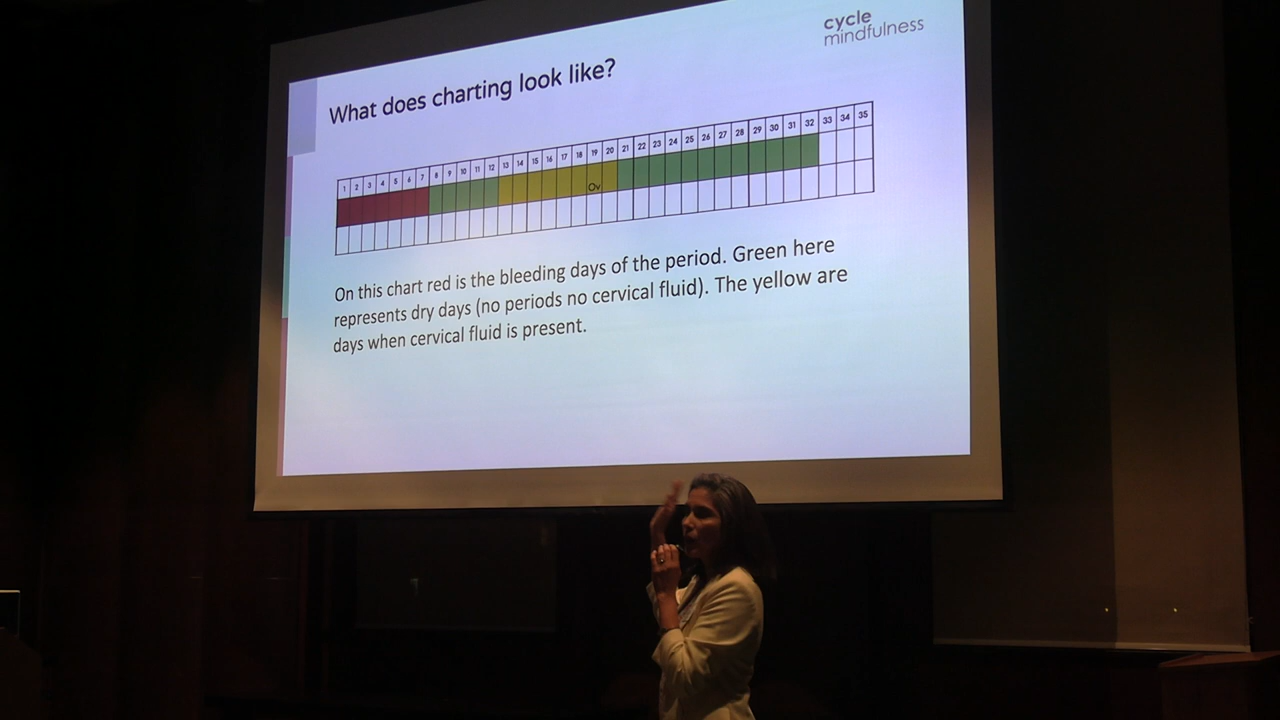 cycle
mindfulness
What does charting look like?
1 2 3 4 5 6 7 8 9 10 11 12 13 14 15 16 17 18 19 20 21 22 23 24 25 26 27 28 29 30 31 32 33 34 35
Ov
On this chart red is the bleeding days of the period. Green here
represents dry days (no periods no cervical fluid). The yellow are
days when cervical fluid is present.